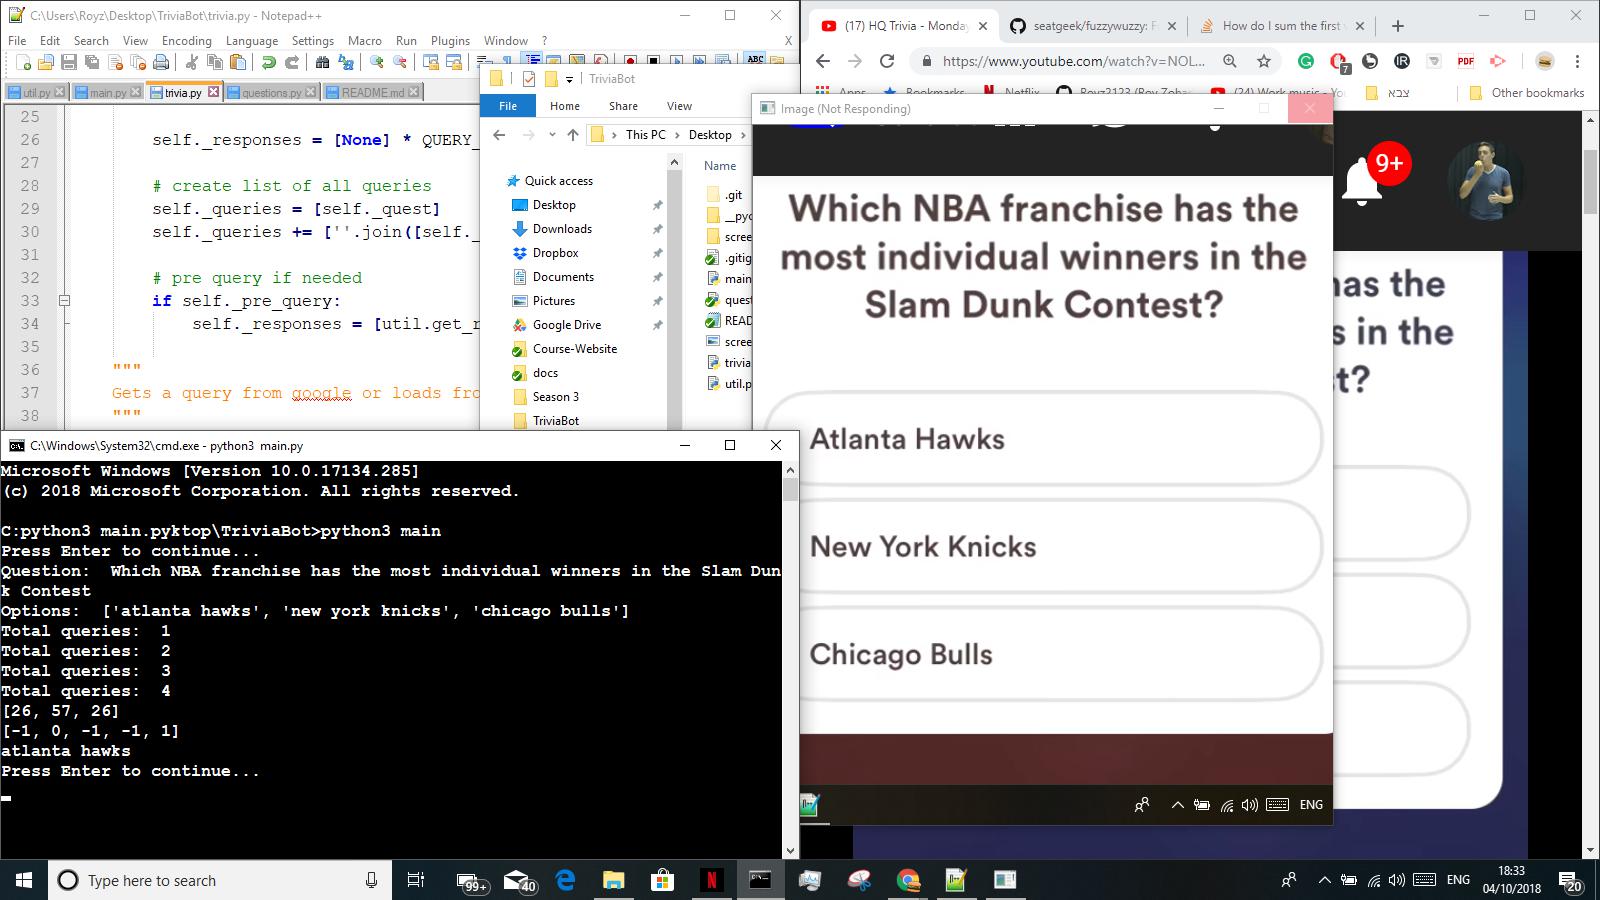 C:\Users\Royz\Desktop\TriviaBot\trivia.py - Notepad++
File Edit Search View Encoding Language Settings Macro Run Plugins Window ? X
util.py main.py trivia.py questions.py README.md
25
26 self._responses = [None] * QUERY_
27
28 # create list of all queries
29 self._queries = [self._quest]
30 self._queries += [''.join([self._
31
32 # pre query if needed
33 if self._pre_query:
34 self._responses = [util.get_r
35
36 """
37 Gets a query from google or loads fro
38 """
TriviaBot
File Home Share View
This PC Desktop
Name
Quick access
Desktop
Downloads
Dropbox
Documents
Pictures
Google Drive
Course-Website
docs
Season 3
TriviaBot
.git
__pyc
scree
.gitig
main
quest
READ
scree
trivia
util.p
C:\Windows\System32\cmd.exe - python3 main.py
Microsoft Windows [Version 10.0.17134.285]
(c) 2018 Microsoft Corporation. All rights reserved.
C:python3 main.pyktop\TriviaBot>python3 main
Press Enter to continue...
Question: Which NBA franchise has the most individual winners in the Slam Dun
k Contest
Options: ['atlanta hawks', 'new york knicks', 'chicago bulls']
Total queries: 1
Total queries: 2
Total queries: 3
Total queries: 4
[26, 57, 26]
[-1, 0, -1, -1, 1]
atlanta hawks
Press Enter to continue...
(17) HQ Trivia - Monday seatgeek/fuzzywuzzy: F How do I sum the first
https://www.youtube.com/watch?v=NOL... 7 IR PDF
צבא Other bookmarks
Image (Not Responding)
9+
Which NBA franchise has the
most individual winners in the
Slam Dunk Contest?
Atlanta Hawks
New York Knicks
Chicago Bulls
ENG
has the
s in the
t?
Type here to search
99+ 40
ENG
18:33
04/10/2018
20